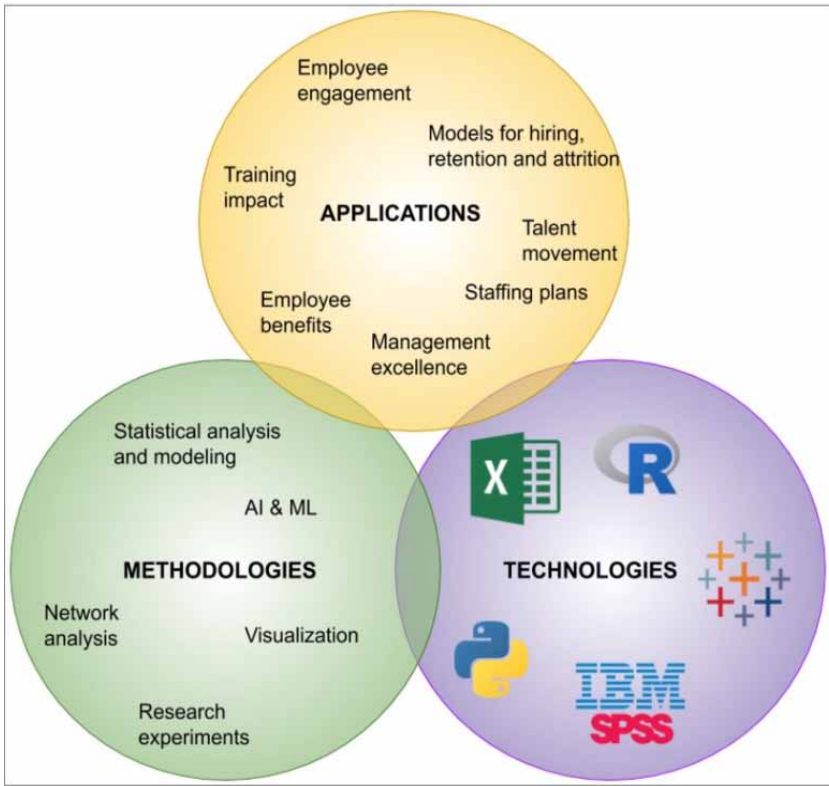 Employee
engagement
Models for hiring,
retention and attrition
Training
impact
APPLICATIONS
Talent
movement
Staffing plans
Employee
benefits
Management
excellence
Statistical analysis
and modeling
AI & ML
METHODOLOGIES
Network
analysis
Visualization
Research
experiments
X
R
TECHNOLOGIES
IBM
SPSS